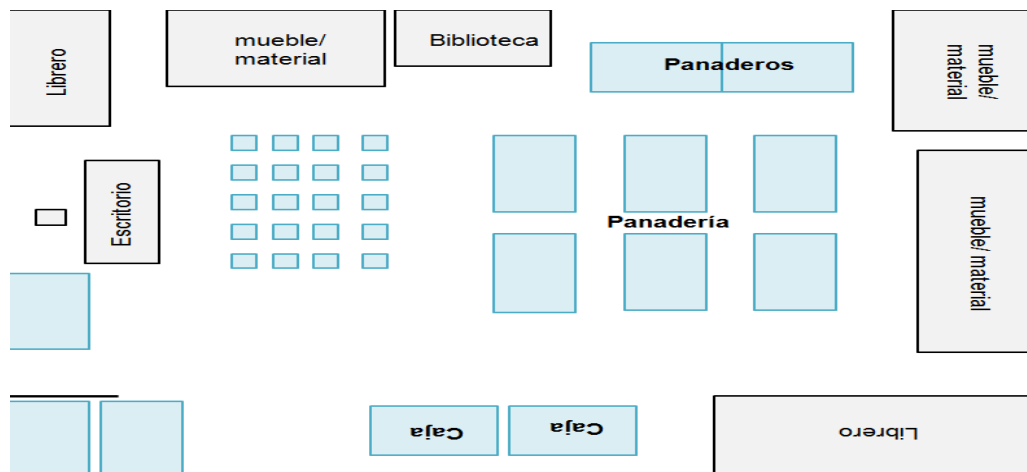 mueble/
material
Biblioteca
Panaderos
mueble/
material
Librero
Escritorio
Panadería
mueble/ material
Caja
Caja
Librero